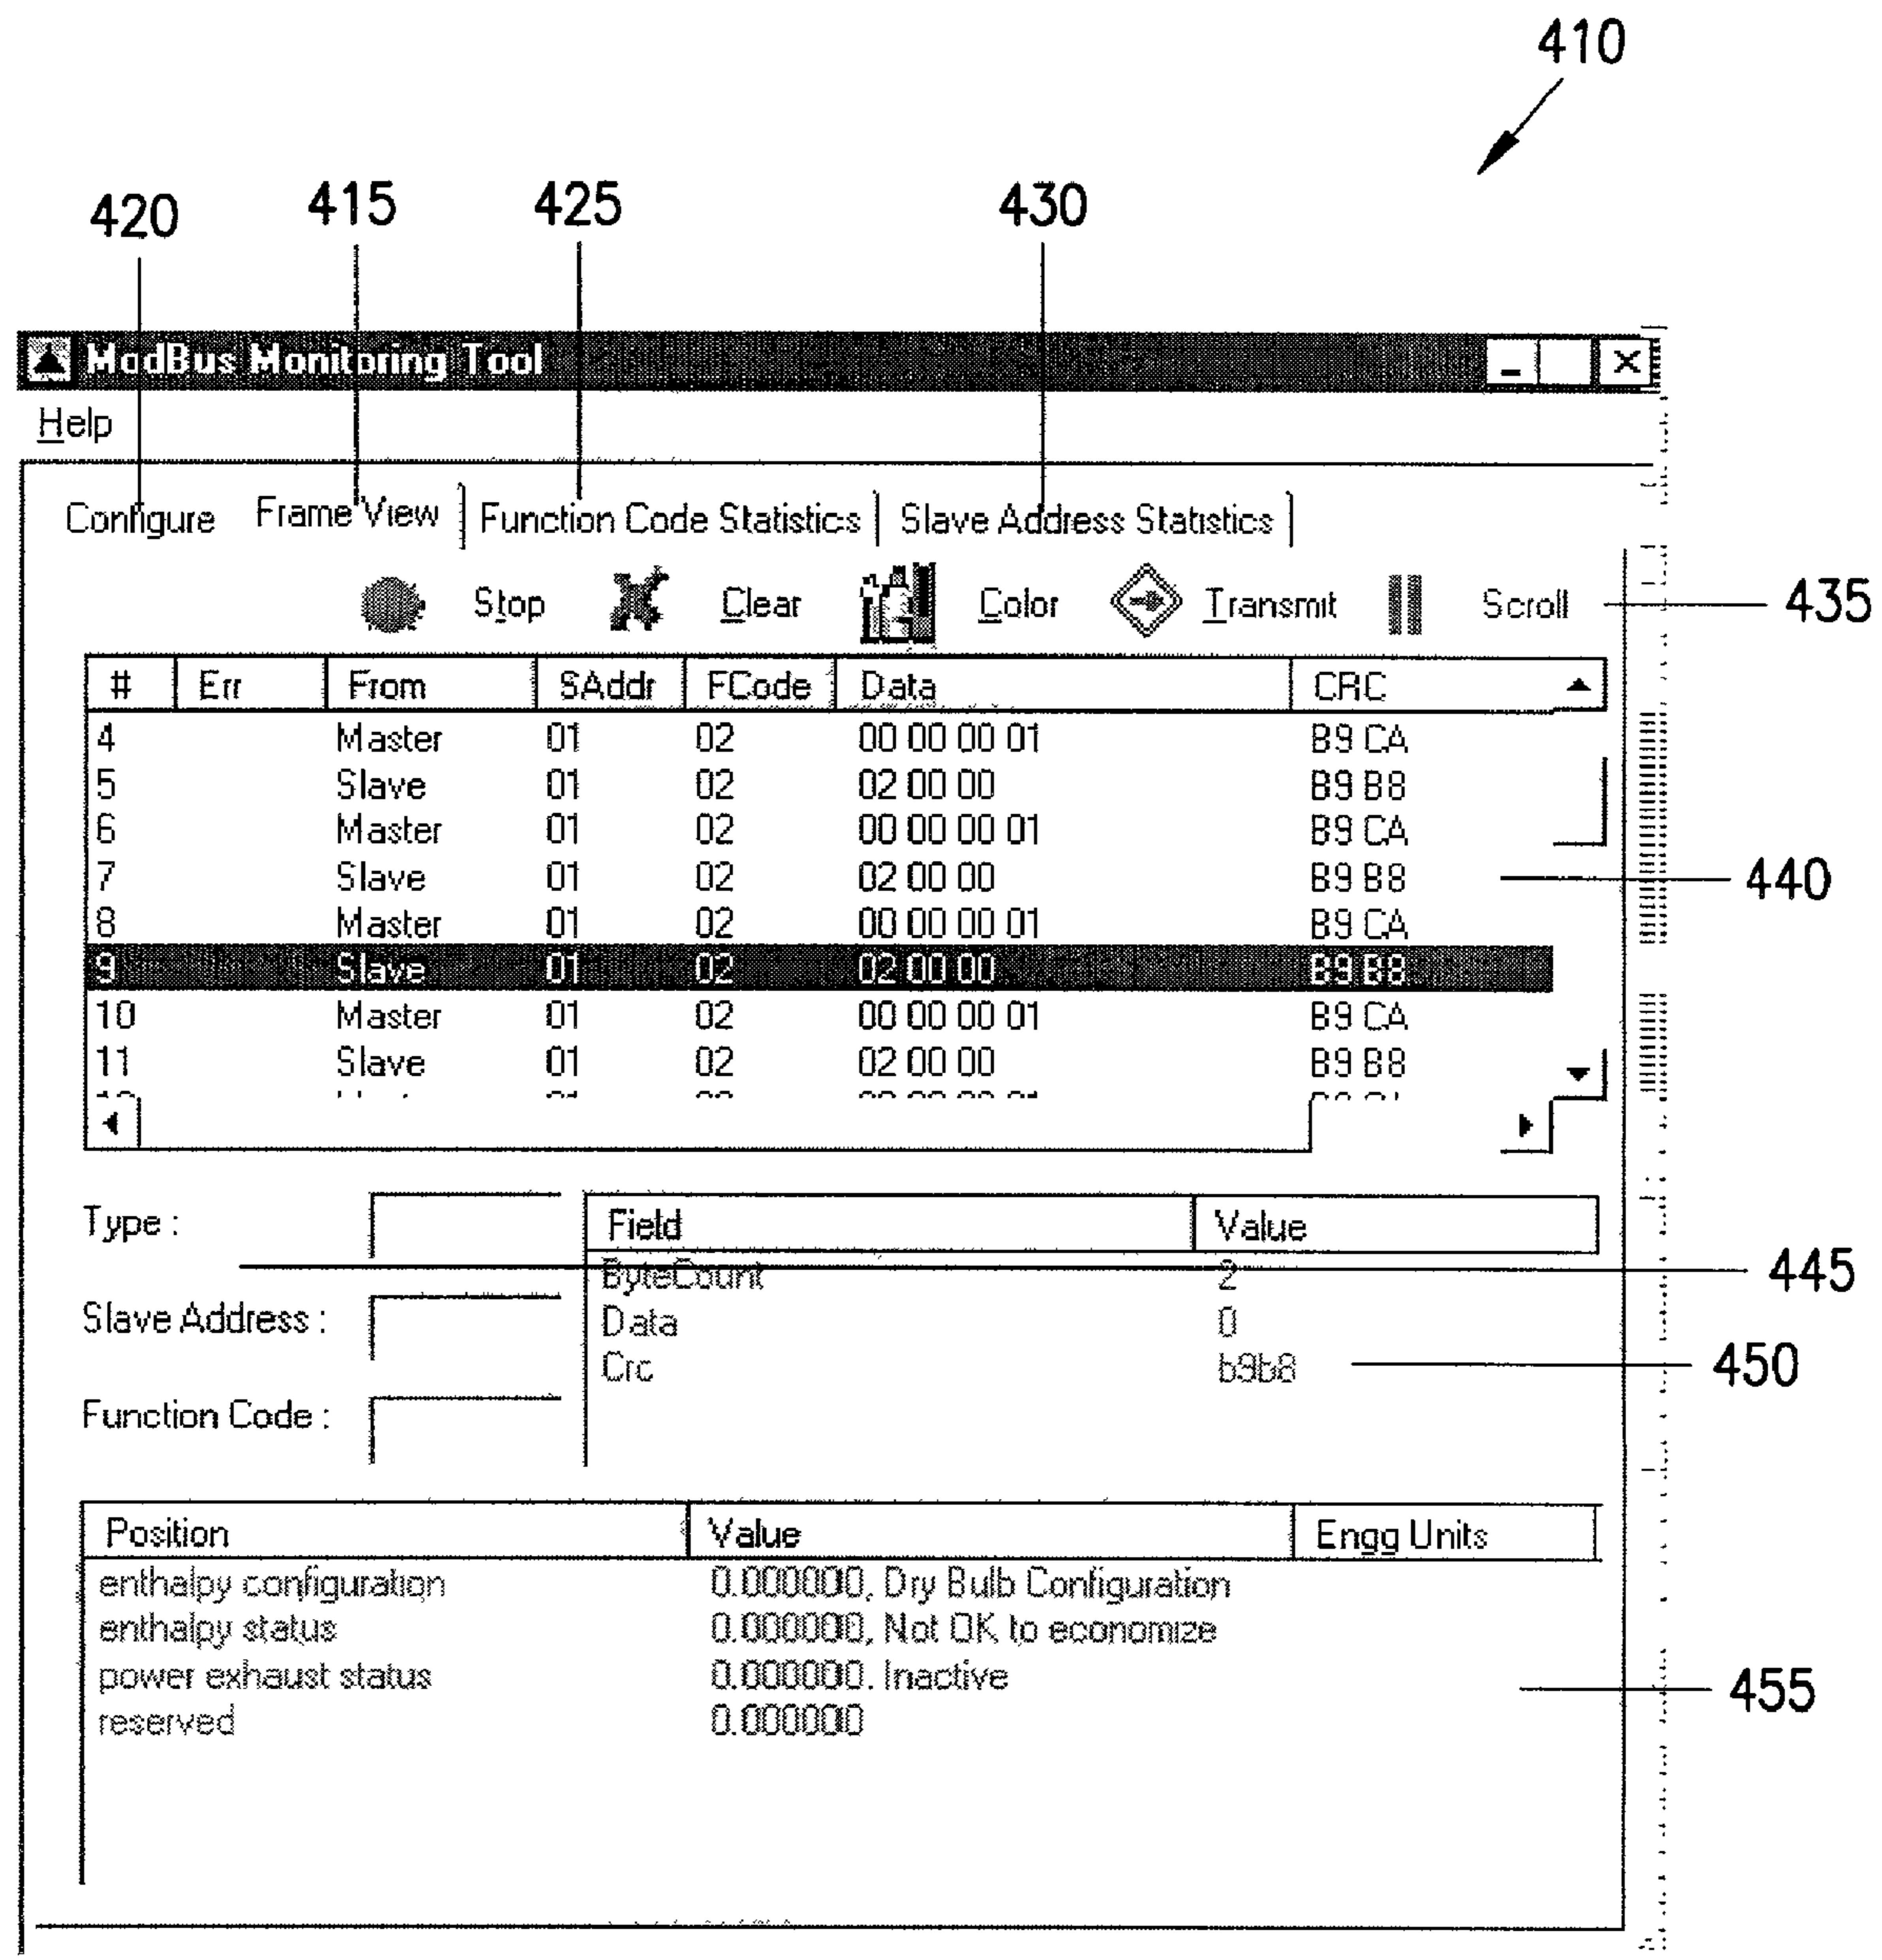 410
420 415 425 430
ModBus Monitoring Tool
Help
Configure Frame View Function Code Statistics Slave Address Statistics
Stop Clear Color Transmit Scroll 435
# Err From SAddr FCode Data CRC
4 Master 01 02 00 00 00 01 B9 CA
5 Slave 01 02 02 00 00 B9 B8
6 Master 01 02 00 00 00 01 B9 CA
7 Slave 01 02 02 00 00 B9 B8 440
8 Master 01 02 00 00 00 01 B9 CA
9 Slave 01 02 02 00 00 B9 B8
10 Master 01 02 00 00 00 01 B9 CA
11 Slave 01 02 02 00 00 B9 B8
Type : Field Value
ByteCount 2 445
Slave Address : Data 0
Crc b9b8 450
Function Code :
Position Value Engg Units
enthalpy configuration 0.000000, Dry Bulb Configuration
enthalpy status 0.000000, Not OK to economize
power exhaust status 0.000000. Inactive 455
reserved 0.000000